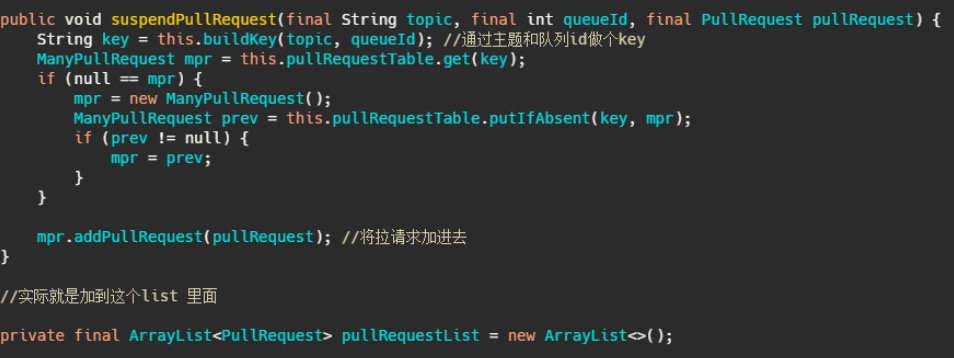 public void suspendPullRequest(final String topic, final int queueId, final PullRequest pullRequest) {
    String key = this.buildKey(topic, queueId); //通过主题和队列id做个key
    ManyPullRequest mpr = this.pullRequestTable.get(key);
    if (null == mpr) {
        mpr = new ManyPullRequest();
        ManyPullRequest prev = this.pullRequestTable.putIfAbsent(key, mpr);
        if (prev != null) {
            mpr = prev;
        }
    }

    mpr.addPullRequest(pullRequest); //将拉请求加进去
}

//实际就是加到这个list 里面

private final ArrayList<PullRequest> pullRequestList = new ArrayList<>();